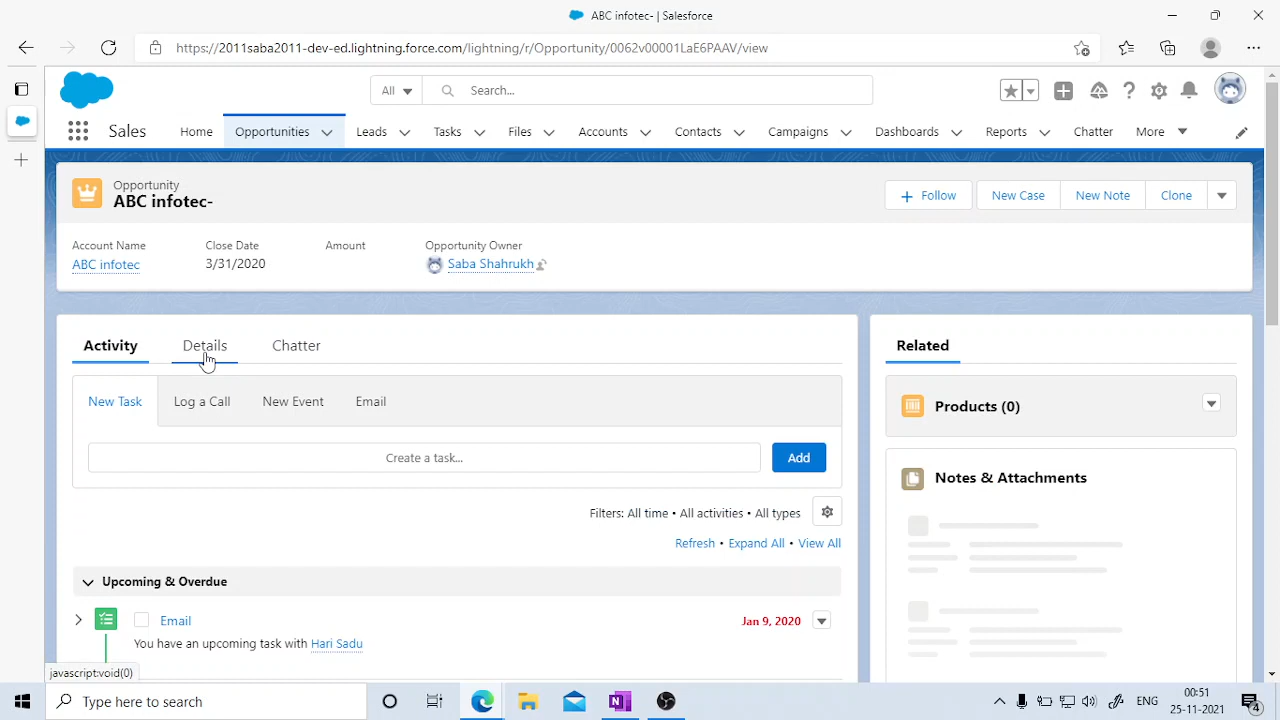 ABC infotec- | Salesforce
https://2011saba2011-dev-ed.lightning.force.com/lightning/r/Opportunity/0062v00001LaE6PAAV/view
All
Search...
Sales
Home
Opportunities
Leads
Tasks
Files
Accounts
Contacts
Campaigns
Dashboards
Reports
Chatter
More
Opportunity
ABC infotec-
Follow
New Case
New Note
Clone
Account Name
Close Date
Amount
Opportunity Owner
ABC infotec
3/31/2020
Saba Shahrukh
Activity
Details
Chatter
Related
New Task
Log a Call
New Event
Email
Products (0)
Create a task...
Add
Notes & Attachments
Filters: All time • All activities • All types
Refresh • Expand All • View All
Upcoming & Overdue
Email
Jan 9, 2020
You have an upcoming task with Hari Sadu
javascript:void(0)
Type here to search
ENG
00:51
25-11-2021
4